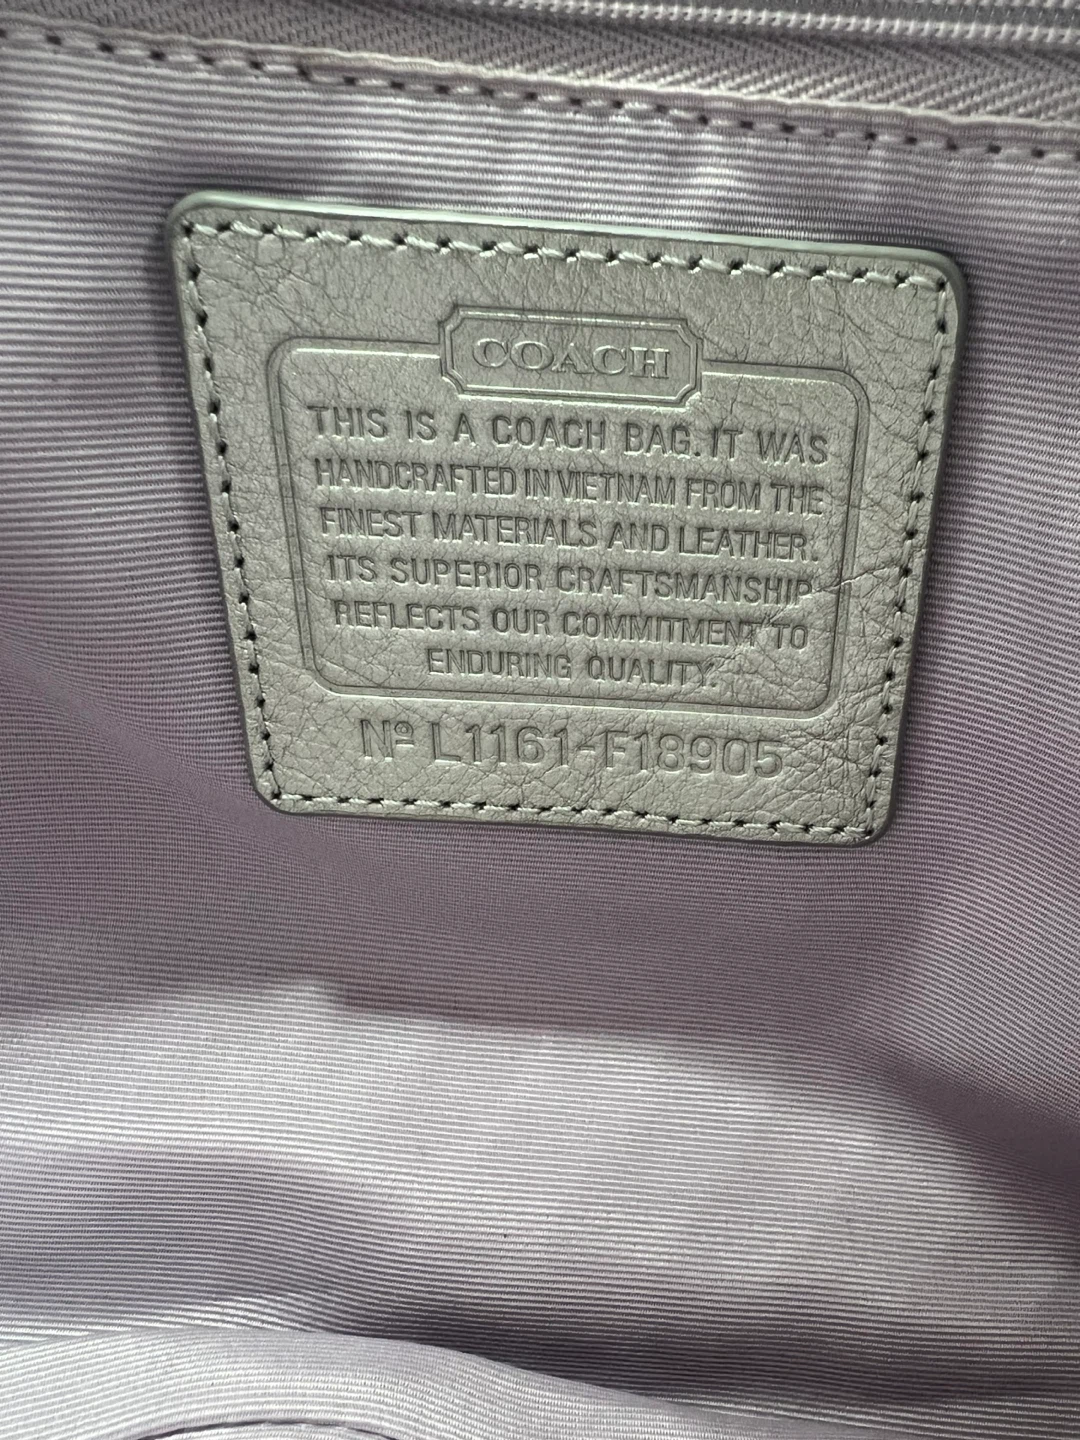 COACH
THIS IS A COACH BAG. IT WAS
HANDCRAFTED IN VIETNAM FROM THE
FINEST MATERIALS AND LEATHER.
ITS SUPERIOR CRAFTSMANSHIP
REFLECTS OUR COMMITMENT TO
ENDURING QUALITY.
Nº L1161-F18905